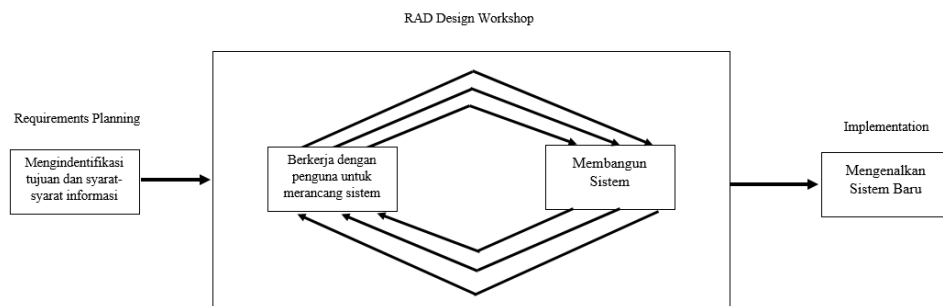 RAD Design Workshop
Requirements Planning
Mengindentifikasi
tujuan dan syarat-
syarat informasi
Berkerja dengan
penguna untuk
merancang sistem
Membangun
Sistem
Implementation
Mengenalkan
Sistem Baru